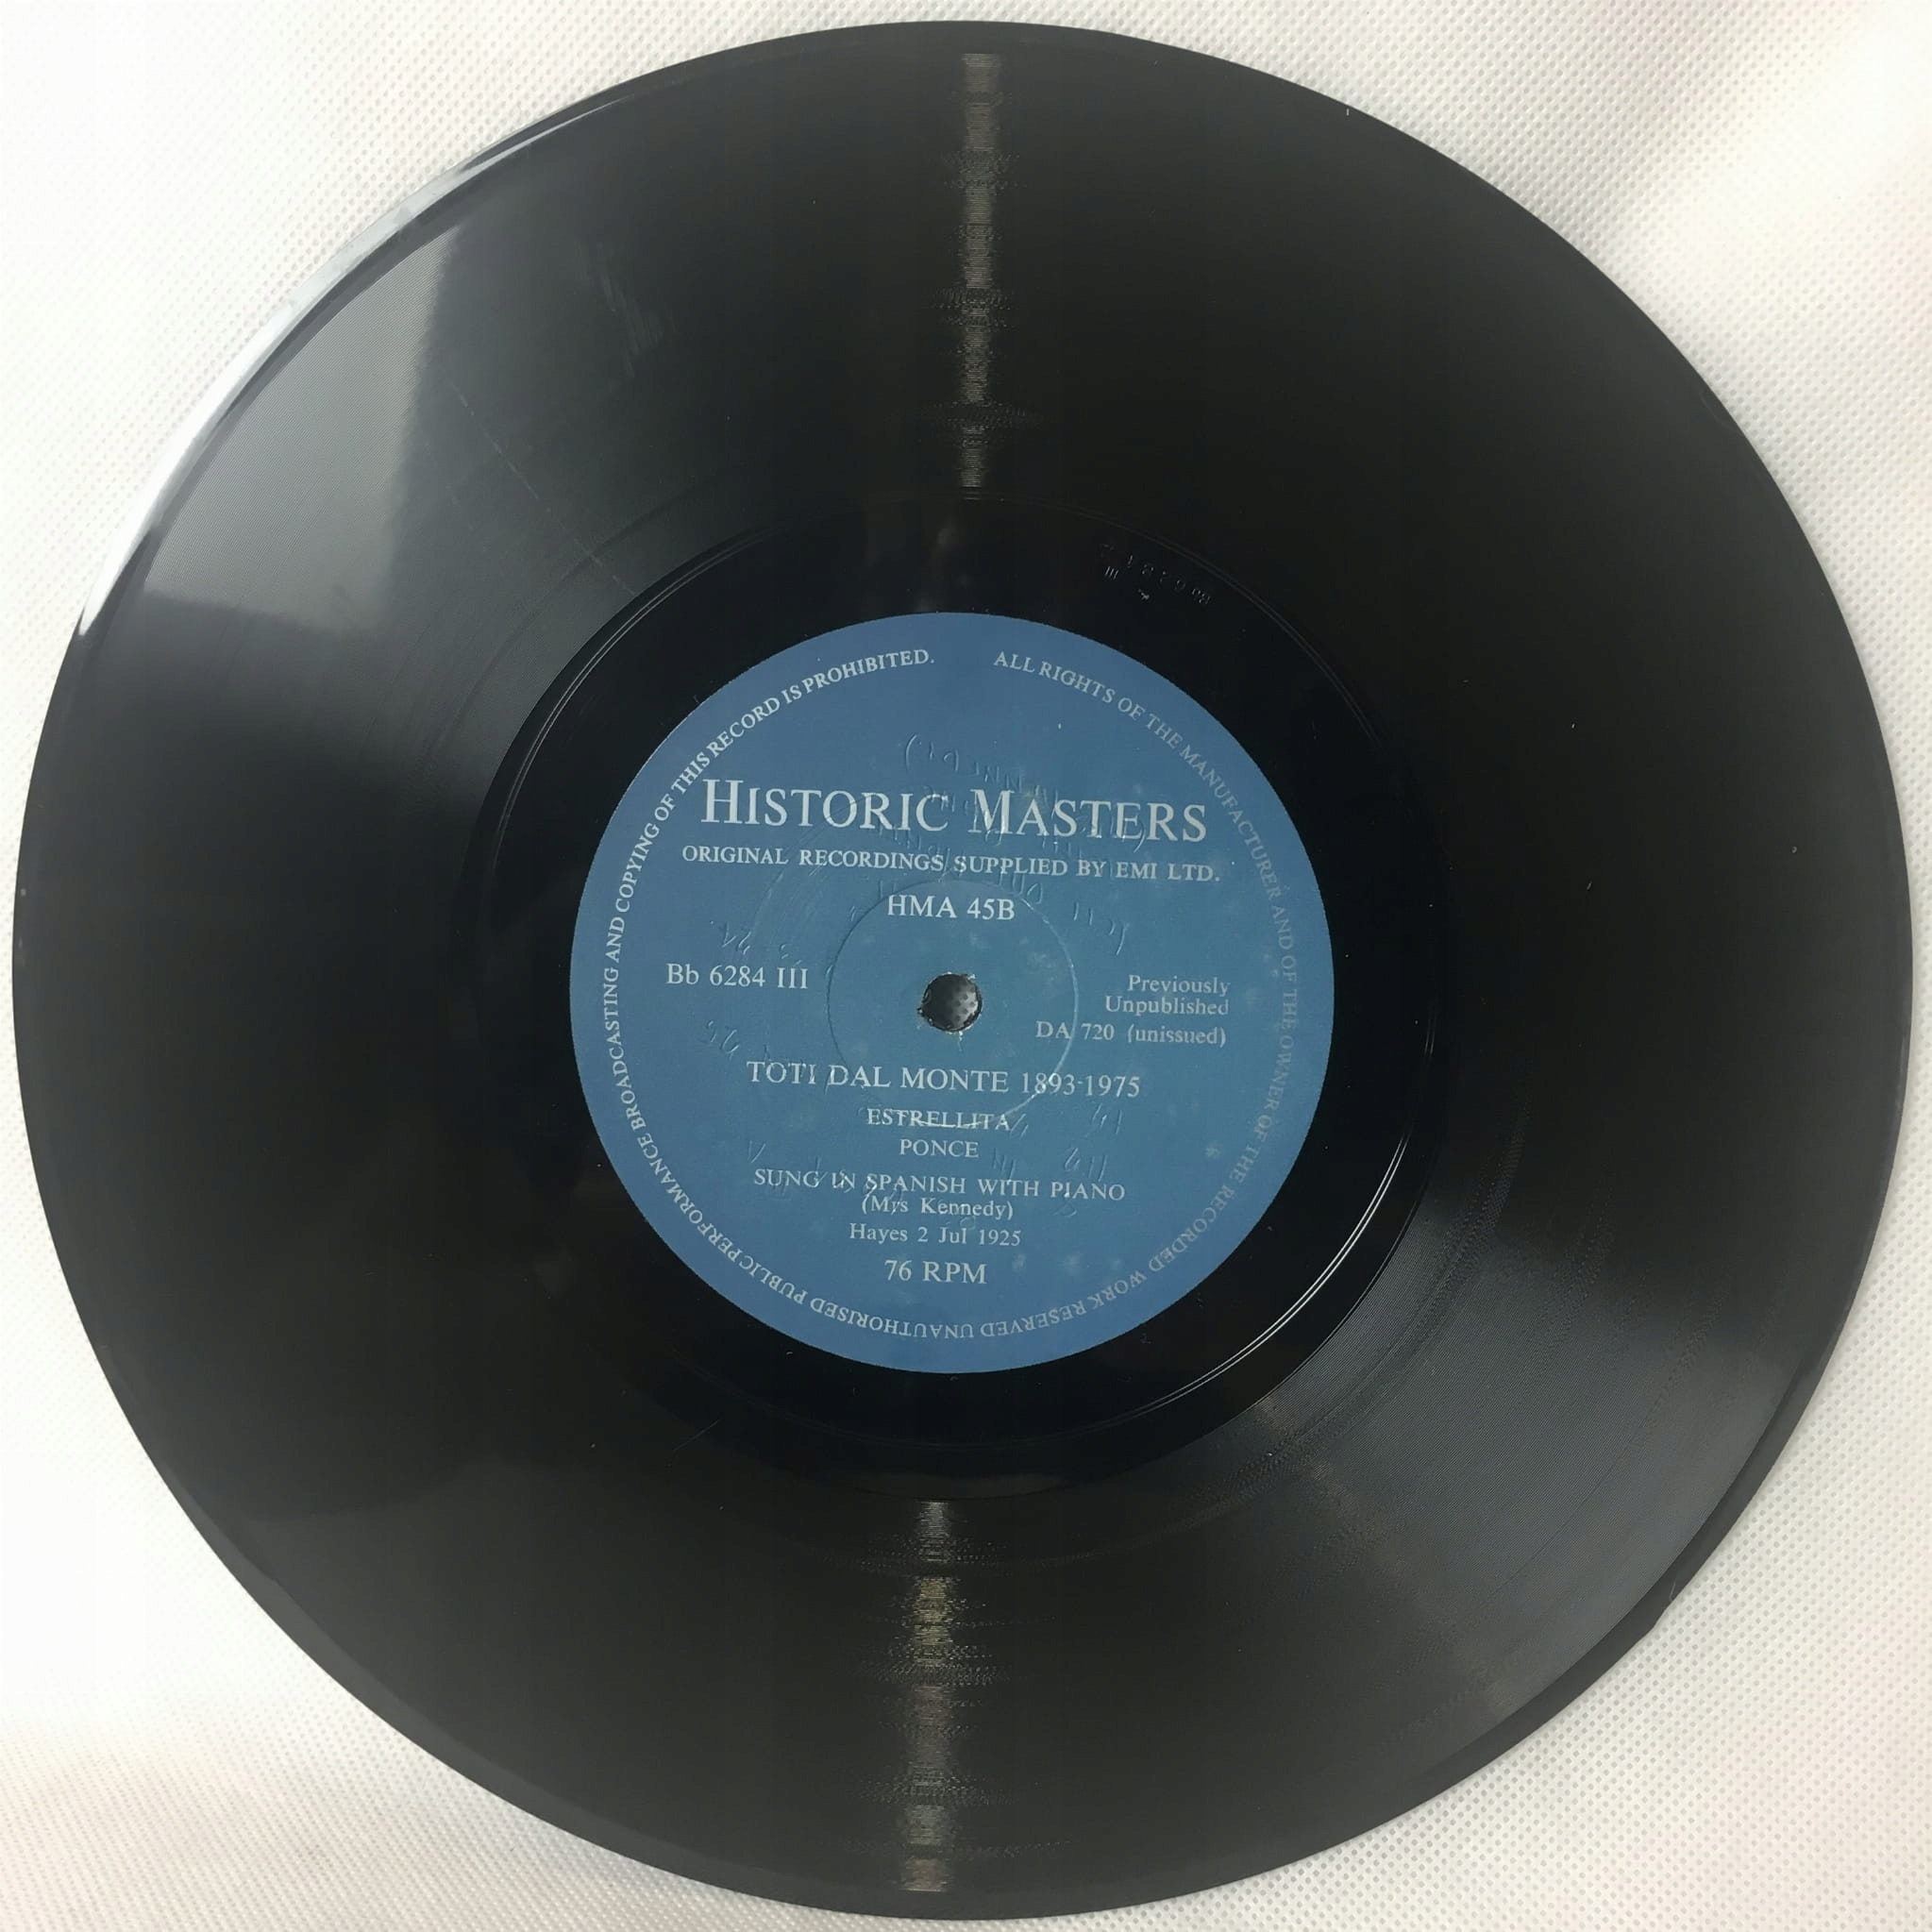 ALL RIGHTS OF THE MANUFACTURER AND OF THE OWNER OF THE RECORDED WORK RESERVED UNAUTHORISED PUBLIC PERFORMANCE BROADCASTING AND COPYING OF THIS RECORD IS PROHIBITED.
HISTORIC MASTERS
ORIGINAL RECORDINGS SUPPLIED BY EMI LTD.
HMA 45B
Bb 6284 III
Previously
Unpublished
DA 720 (unissued)
TOTI DAL MONTE 1893-1975
ESTRELLITA
PONCE
SUNG IN SPANISH WITH PIANO
(Mrs Kennedy)
Hayes 2 Jul 1925
76 RPM